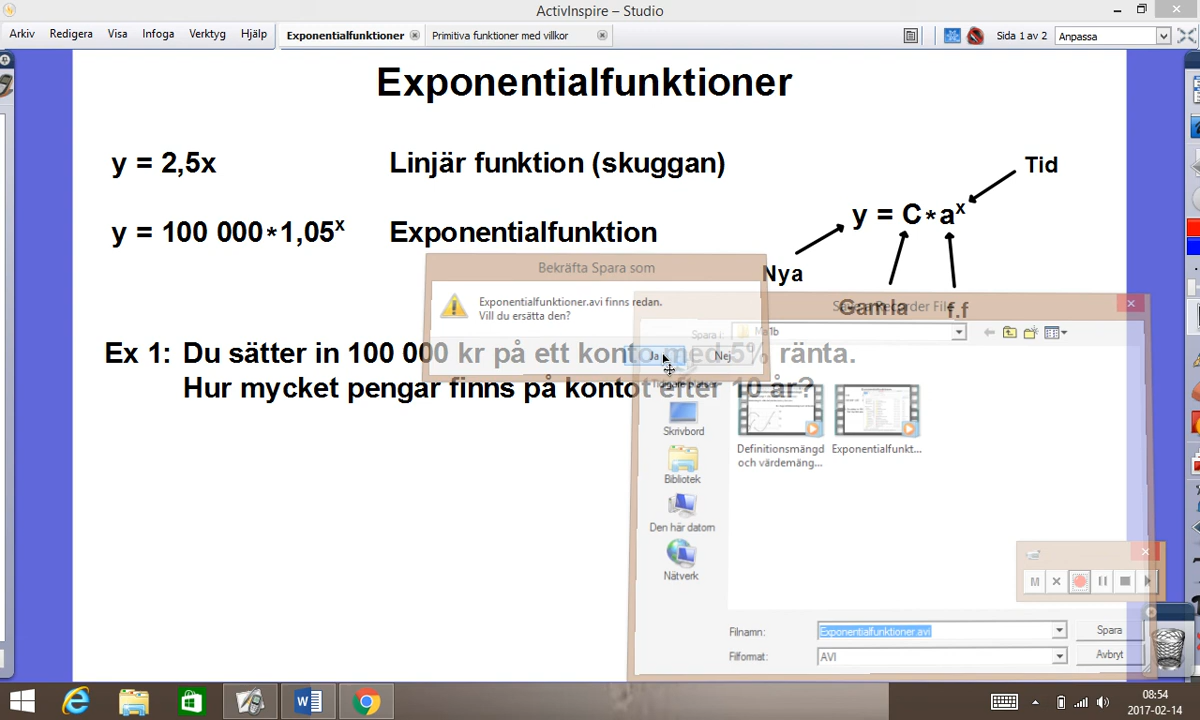 ActivInspire – Studio
Arkiv Redigera Visa Infoga Verktyg Hjälp Exponentialfunktioner Primitiva funktioner med villkor Sida 1 av 2 Anpassa
Exponentialfunktioner
y = 2,5x Linjär funktion (skuggan) Tid
y = C*aˣ
y = 100 000*1,05ˣ Exponentialfunktion
Nya
Gamla f.f
Bekräfta Spara som
Exponentialfunktioner.avi finns redan.
Vill du ersätta den?
Ja Nej
Spara i:
Ex 1: Du sätter in 100 000 kr på ett konto med 5% ränta.
Hur mycket pengar finns på kontot efter 10 år?
Skrivbord
Definitionsmängd
och värdemäng...
Exponentialfunkt...
Bibliotek
Den här datorn
Nätverk
M
Filnamn: Exponentialfunktioner.avi Spara
Filformat: AVI Avbryt
08:54
2017-02-14